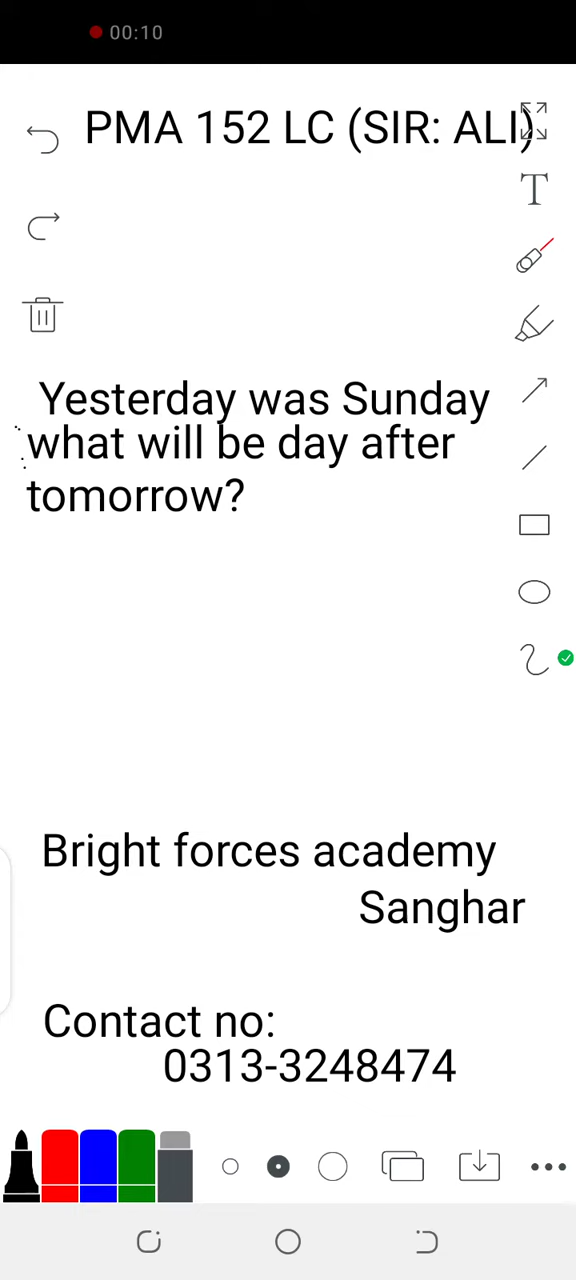 00:10
PMA 152 LC (SIR: ALI)
T
Yesterday was Sunday
what will be day after
tomorrow?
Bright forces academy
Sanghar
Contact no:
0313-3248474